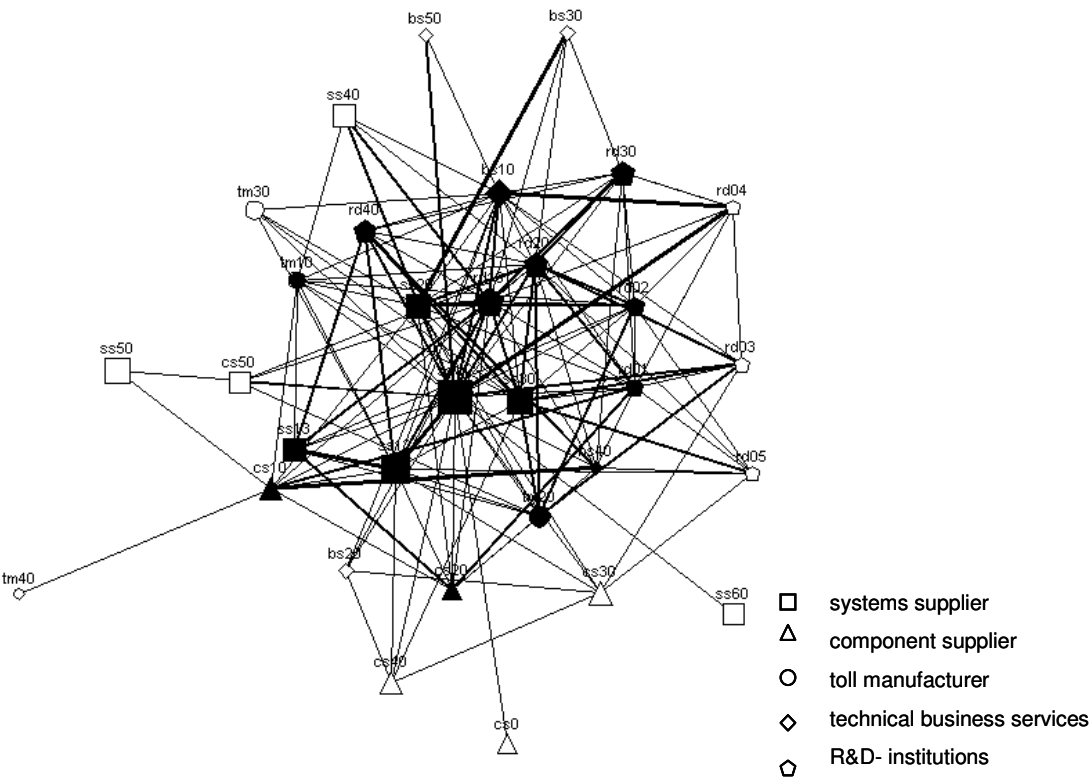 bs50
bs30
ss40
bs10
rd30
tm30
rd04
rd40
rd20
tm10
rd03
ss50
cs50
ss13
cs10
rd05
bs20
cs20
cs30
tm40
ss60
cs40
cs0
systems supplier
component supplier
toll manufacturer
technical business services
R&D- institutions